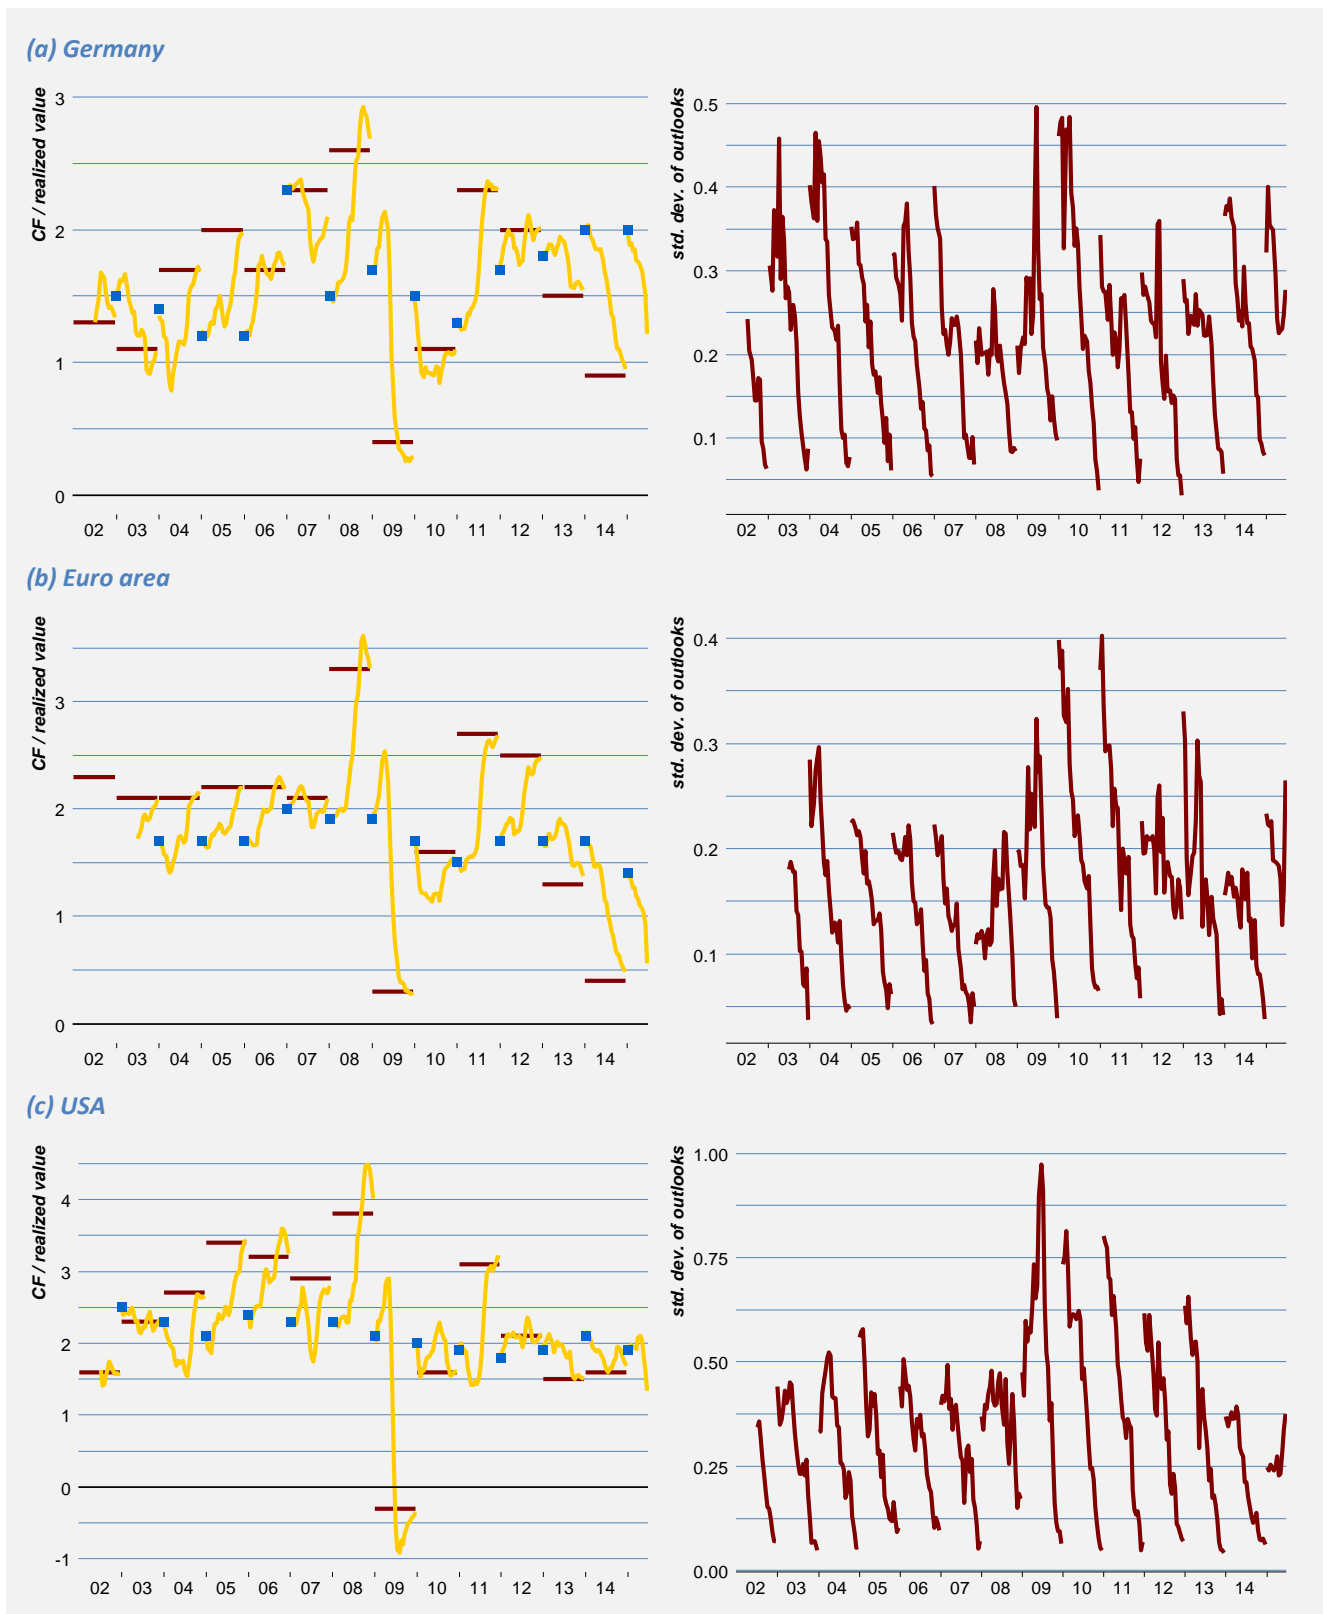 (a) Germany
CF / realized value
3
2
1
0
02 03 04 05 06 07 08 09 10 11 12 13 14
std. dev. of outlooks
0.5
0.4
0.3
0.2
0.1
02 03 04 05 06 07 08 09 10 11 12 13 14
(b) Euro area
CF / realized value
3
2
1
0
02 03 04 05 06 07 08 09 10 11 12 13 14
std. dev. of outlooks
0.4
0.3
0.2
0.1
02 03 04 05 06 07 08 09 10 11 12 13 14
(c) USA
CF / realized value
4
3
2
1
0
-1
02 03 04 05 06 07 08 09 10 11 12 13 14
std. dev. of outlooks
1.00
0.75
0.50
0.25
0.00
02 03 04 05 06 07 08 09 10 11 12 13 14